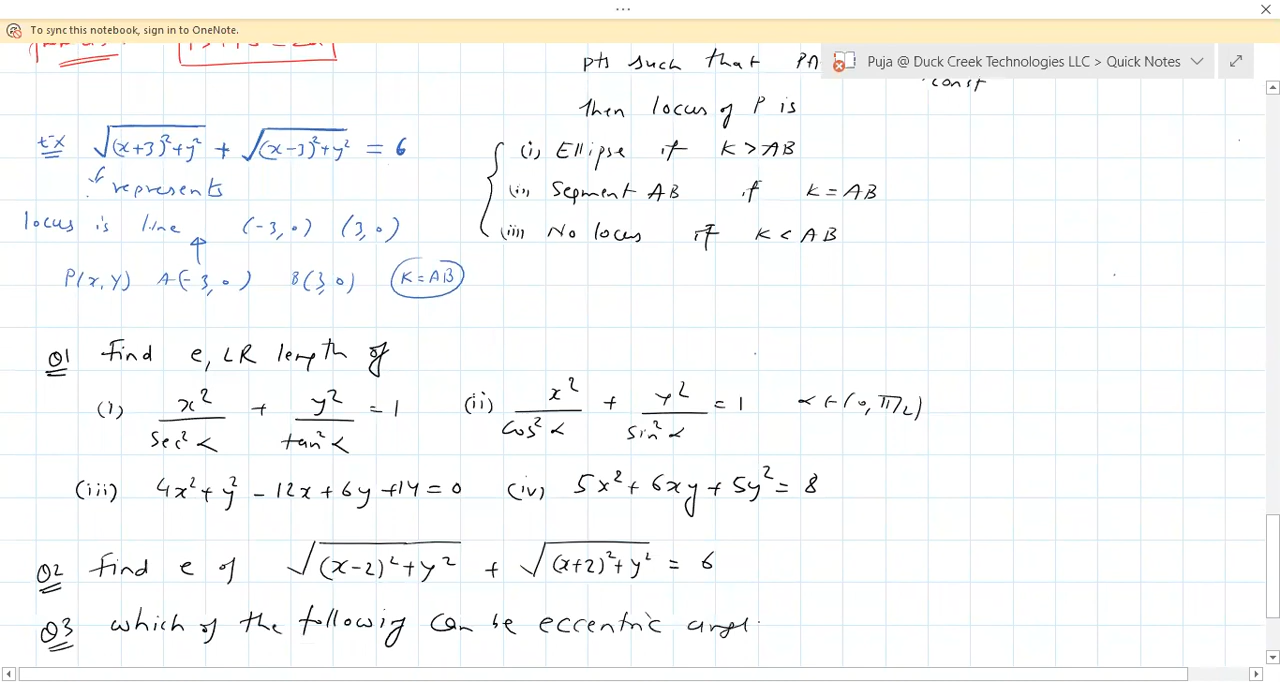 To sync this notebook, sign in to OneNote.
Puja @ Duck Creek Technologies LLC > Quick Notes
pts such that PA
const
then locus of P is
Ex √((x+3)²+y²) + √((x-3)²+y²) = 6
represents
locus is line (-3, 0) (3, 0)
P(x, y) A(-3, 0) B(3, 0) K = AB
(i) Ellipse if K > AB
(ii) Segment AB if K = AB
(iii) No locus if K < AB
Q1 Find e, LR length of
(i) x²/sec²α + y²/tan²α = 1 (ii) x²/cos²α + y²/sin²α = 1 α ∈ (0, π/2)
(iii) 4x² + y² - 12x + 6y + 14 = 0 (iv) 5x² + 6xy + 5y² = 8
Q2 Find e of √((x-2)²+y²) + √((x+2)²+y²) = 6
Q3 which of the followig can be eccentric angl.